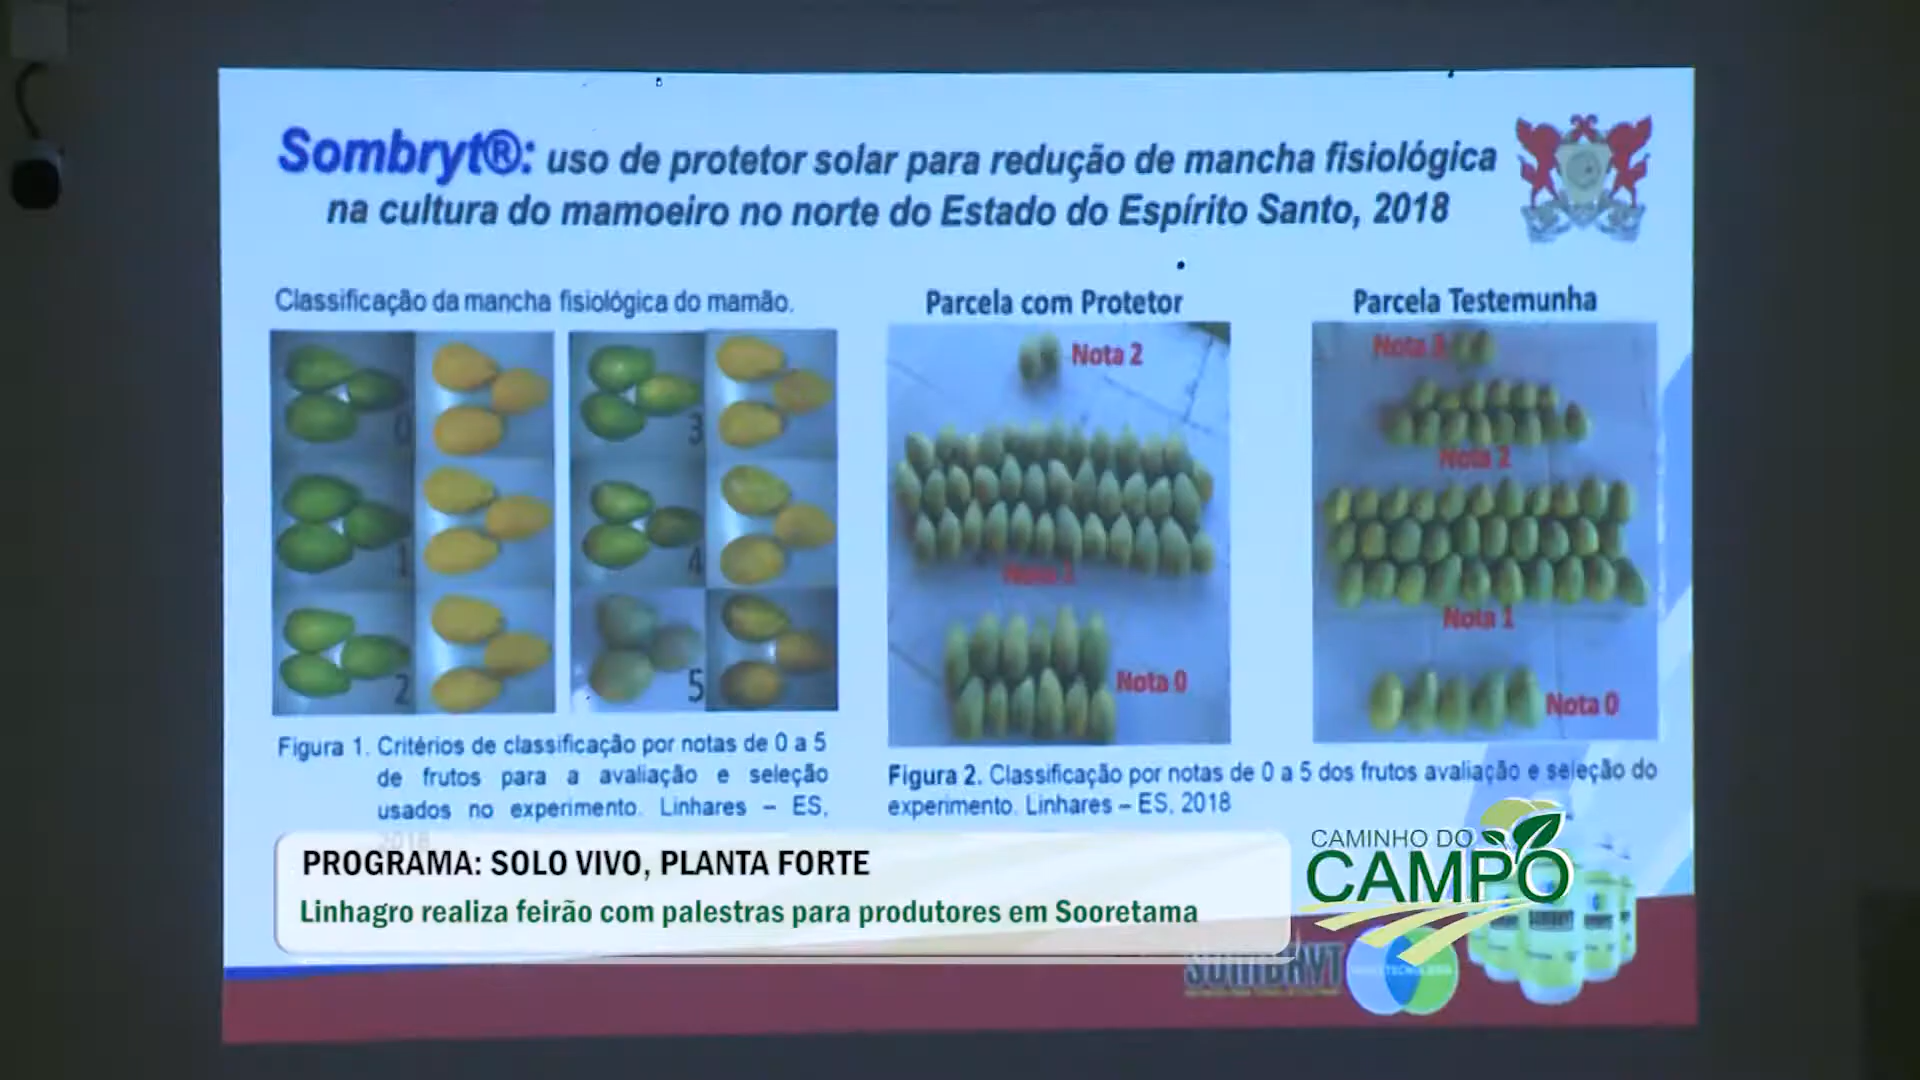 Sombryt®: uso de protetor solar para redução de mancha fisiológica
na cultura do mamoeiro no norte do Estado do Espírito Santo, 2018
Classificação da mancha fisiológica do mamão.
Parcela com Protetor
Parcela Testemunha
0
3
1
4
2
5
Nota 2
Nota 1
Nota 0
Nota
Nota 2
Nota 1
Nota 0
Figura 1. Critérios de classificação por notas de 0 a 5
de frutos para a avaliação e seleção
usados no experimento. Linhares – ES,
2018
Figura 2. Classificação por notas de 0 a 5 dos frutos avaliação e seleção do
experimento. Linhares – ES, 2018
PROGRAMA: SOLO VIVO, PLANTA FORTE
Linhagro realiza feirão com palestras para produtores em Sooretama
CAMINHO DO
CAMPO
SOMBRYT